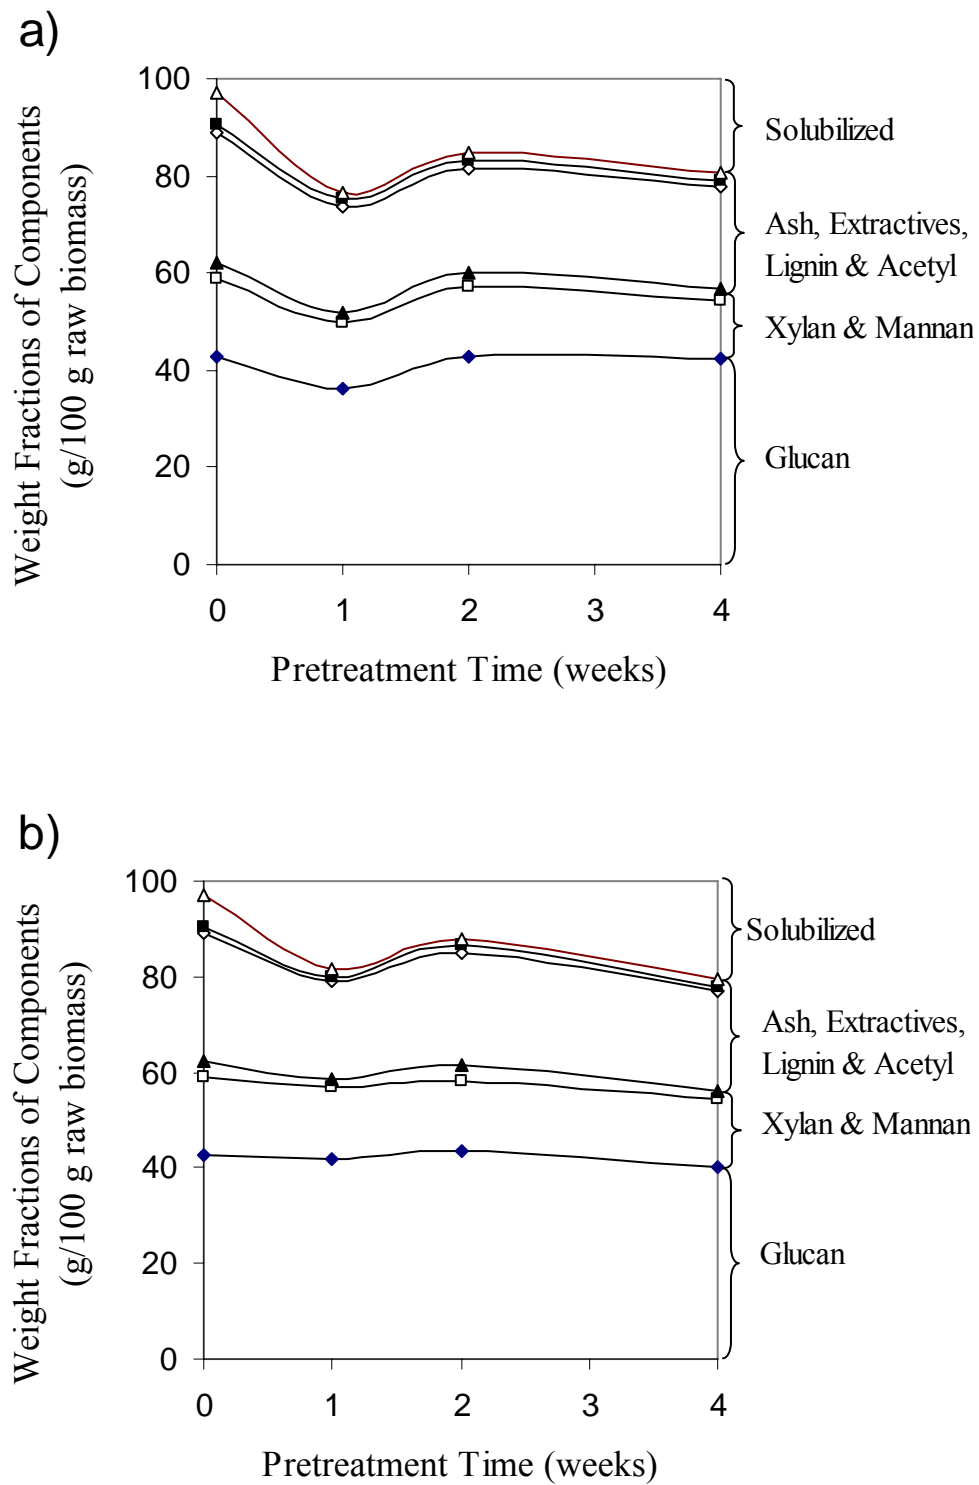 a)
Weight Fractions of Components
(g/100 g raw biomass)
100
80
60
40
20
0
0 1 2 3 4
Pretreatment Time (weeks)
Solubilized
Ash, Extractives,
Lignin & Acetyl
Xylan & Mannan
Glucan
b)
Weight Fractions of Components
(g/100 g raw biomass)
100
80
60
40
20
0
0 1 2 3 4
Pretreatment Time (weeks)
Solubilized
Ash, Extractives,
Lignin & Acetyl
Xylan & Mannan
Glucan